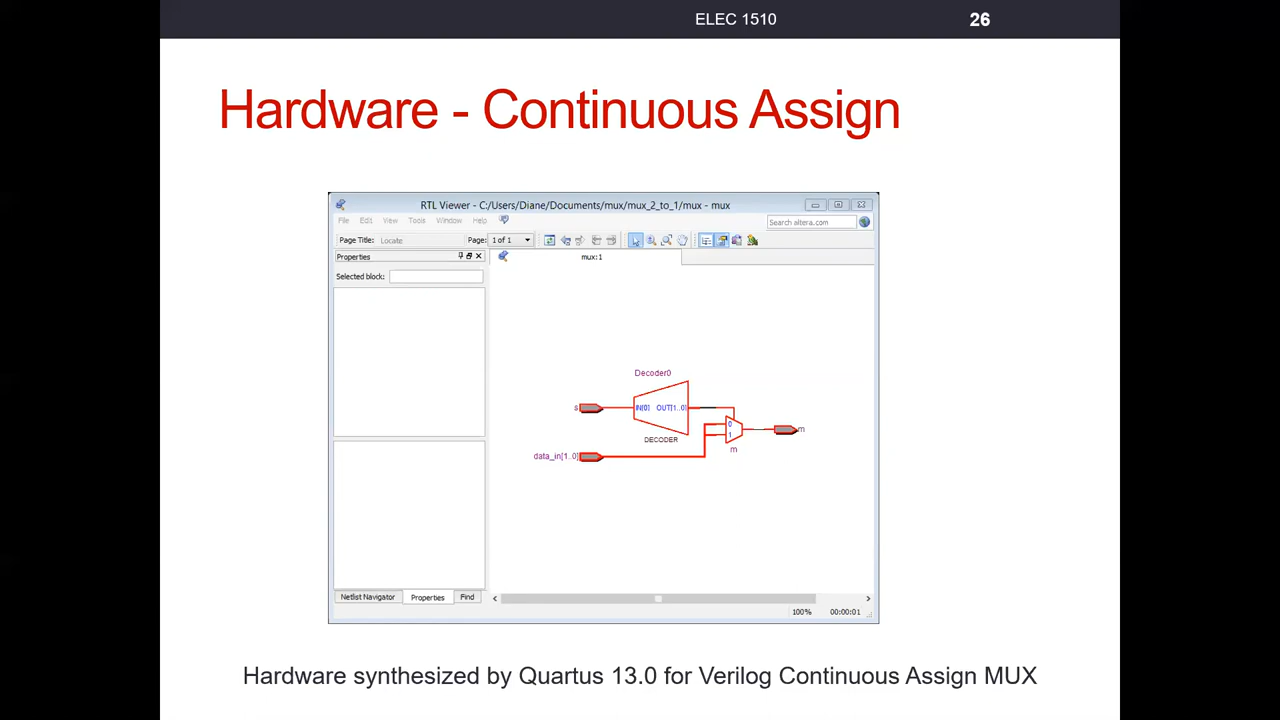 ELEC 1510
26
Hardware - Continuous Assign
RTL Viewer - C:/Users/Diane/Documents/mux/mux_2_to_1/mux - mux
File Edit View Tools Window Help
Search altera.com
Page Title: Locate Page: 1 of 1
Properties
mux:1
Selected block:
Decoder0
s
IN[0] OUT[1..0]
0
1
m
DECODER
m
data_in[1..0]
Netlist Navigator Properties Find
100% 00:00:01
Hardware synthesized by Quartus 13.0 for Verilog Continuous Assign MUX